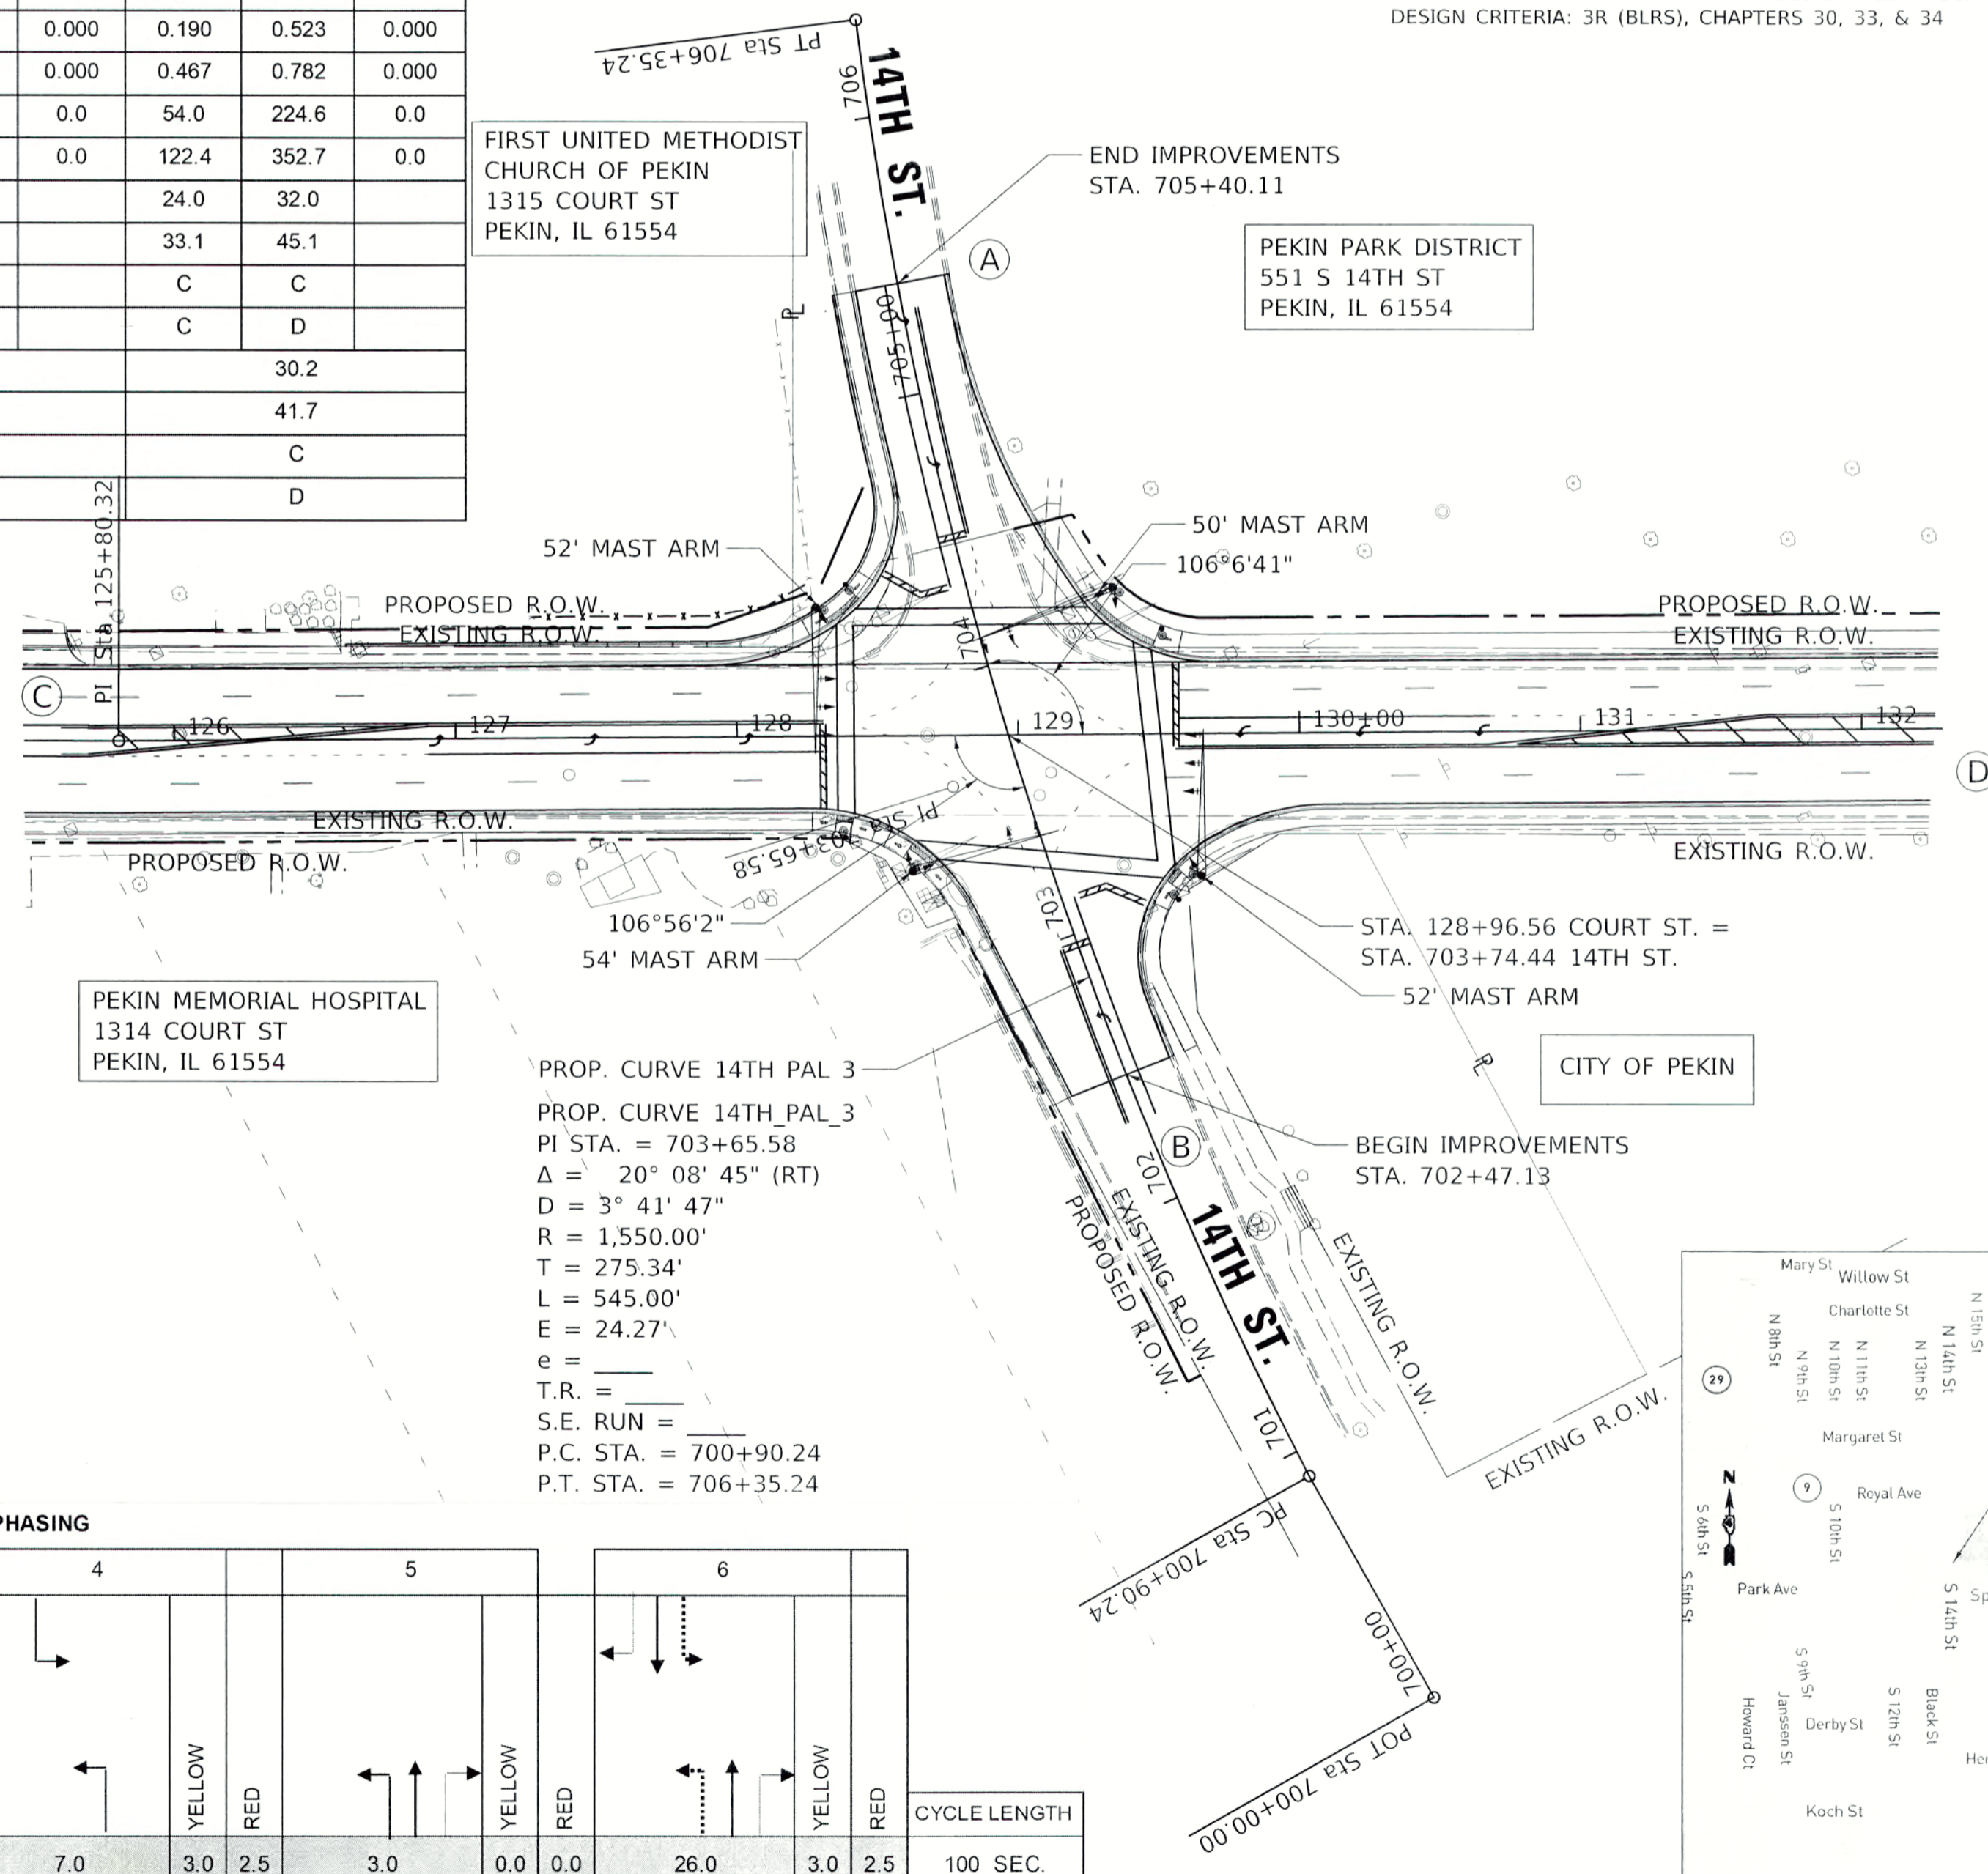 DESIGN CRITERIA: 3R (BLRS), CHAPTERS 30, 33, & 34
0.000 0.190 0.523 0.000
0.000 0.467 0.782 0.000
0.0 54.0 224.6 0.0
0.0 122.4 352.7 0.0
24.0 32.0
33.1 45.1
C C
C D
30.2
41.7
C
D
PT Sta 706+35.24
706
14TH ST.
FIRST UNITED METHODIST
CHURCH OF PEKIN
1315 COURT ST
PEKIN, IL 61554
END IMPROVEMENTS
STA. 705+40.11
A
PEKIN PARK DISTRICT
551 S 14TH ST
PEKIN, IL 61554
PL
705+00
PI Sta 125+80.32
52' MAST ARM
50' MAST ARM
106°6'41"
PROPOSED R.O.W.
EXISTING R.O.W.
PROPOSED R.O.W.
EXISTING R.O.W.
704
C
126
127
128
129
130+00
131
132
D
EXISTING R.O.W.
PROPOSED R.O.W.
PI Sta 703+65.58
EXISTING R.O.W.
703
106°56'2"
54' MAST ARM
STA. 128+96.56 COURT ST. =
STA. 703+74.44 14TH ST.
52' MAST ARM
PEKIN MEMORIAL HOSPITAL
1314 COURT ST
PEKIN, IL 61554
PL
CITY OF PEKIN
PROP. CURVE 14TH PAL 3
PROP. CURVE 14TH_PAL_3
PI STA. = 703+65.58
Δ = 20° 08' 45" (RT)
D = 3° 41' 47"
R = 1,550.00'
T = 275.34'
L = 545.00'
E = 24.27'
e = ____
T.R. = ____
S.E. RUN = ____
P.C. STA. = 700+90.24
P.T. STA. = 706+35.24
B
BEGIN IMPROVEMENTS
STA. 702+47.13
702
PROPOSED R.O.W.
EXISTING R.O.W.
14TH ST.
EXISTING R.O.W.
EXISTING R.O.W.
701
PC Sta 700+90.24
700+00
POT Sta 700+00.00
PHASING
4 5 6
YELLOW RED YELLOW RED YELLOW RED
CYCLE LENGTH
7.0 3.0 2.5 3.0 0.0 0.0 26.0 3.0 2.5 100 SEC.
Mary St
Willow St
Charlotte St
N 15th St
N 8th St
N 9th St
N 10th St
N 11th St
N 13th St
N 14th St
29
Margaret St
N
9
Royal Ave
S 6th St
S 10th St
S 5th St
Park Ave
S 14th St
Sp
S 9th St
Howard Ct
Janssen St
Derby St
S 12th St
Black St
Her
Koch St